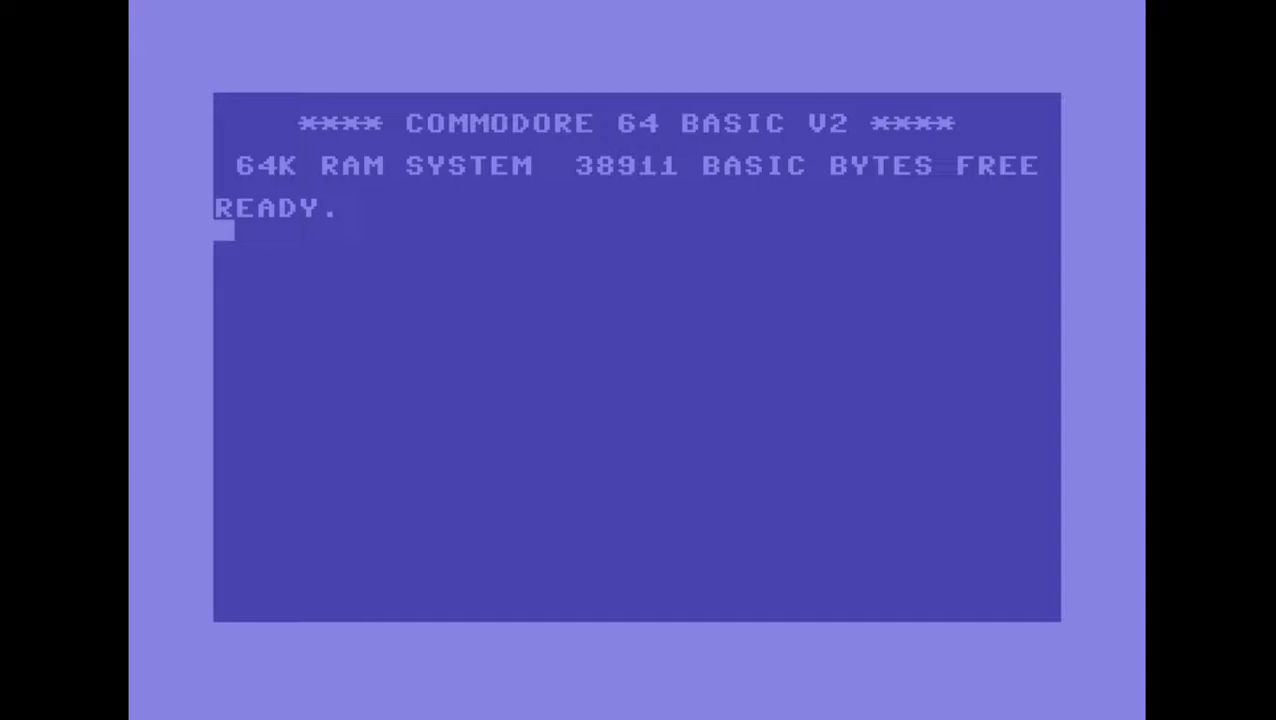 **** COMMODORE 64 BASIC V2 ****
64K RAM SYSTEM  38911 BASIC BYTES FREE
READY.